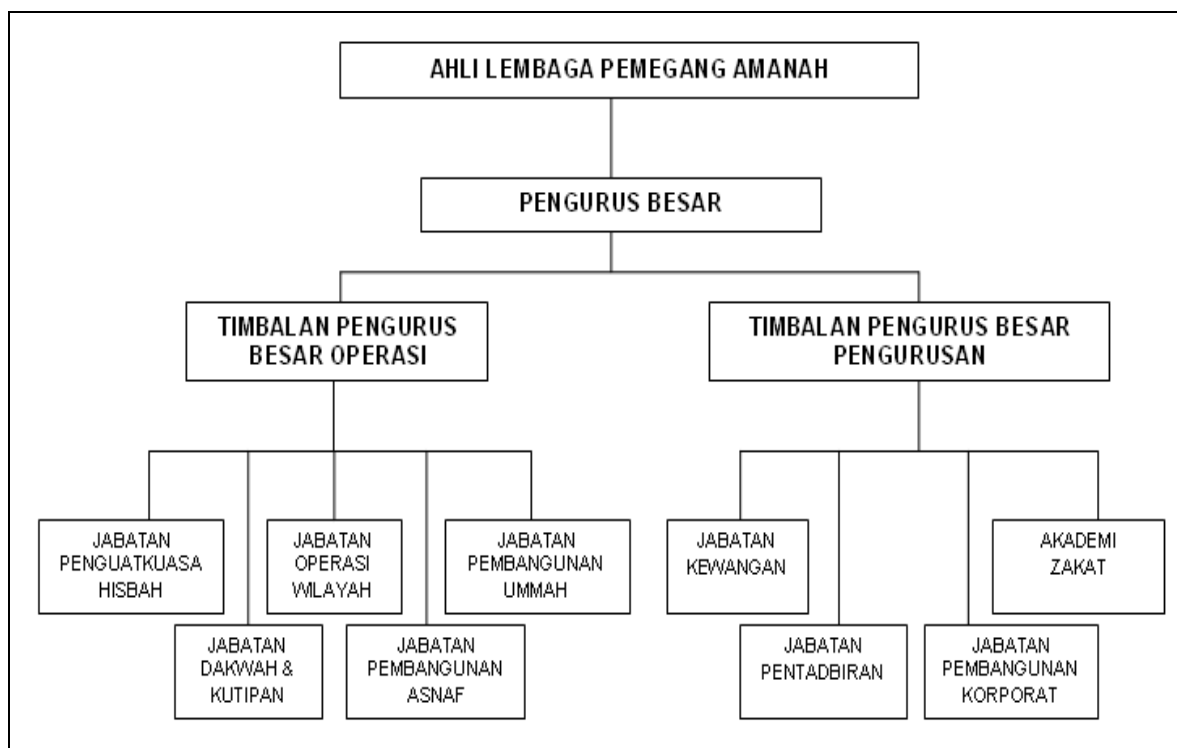 AHLI LEMBAGA PEMEGANG AMANAH
PENGURUS BESAR
TIMBALAN PENGURUS
BESAR OPERASI
TIMBALAN PENGURUS BESAR
PENGURUSAN
JABATAN
PENGUATKUASA
HISBAH
JABATAN
OPERASI
WILAYAH
JABATAN
PEMBANGUNAN
UMMAH
JABATAN
KEWANGAN
AKADEMI
ZAKAT
JABATAN
DAKWAH &
KUTIPAN
JABATAN
PEMBANGUNAN
ASNAF
JABATAN
PENTADBIRAN
JABATAN
PEMBANGUNAN
KORPORAT